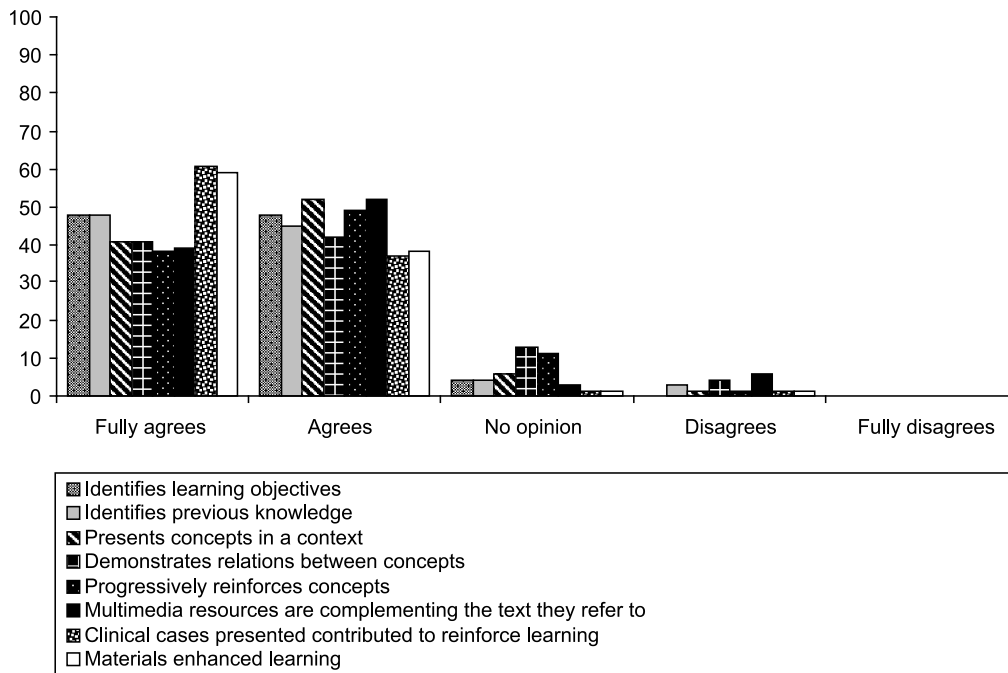 100
90
80
70
60
50
40
30
20
10
0
Fully agrees Agrees No opinion Disagrees Fully disagrees
Identifies learning objectives
Identifies previous knowledge
Presents concepts in a context
Demonstrates relations between concepts
Progressively reinforces concepts
Multimedia resources are complementing the text they refer to
Clinical cases presented contributed to reinforce learning
Materials enhanced learning